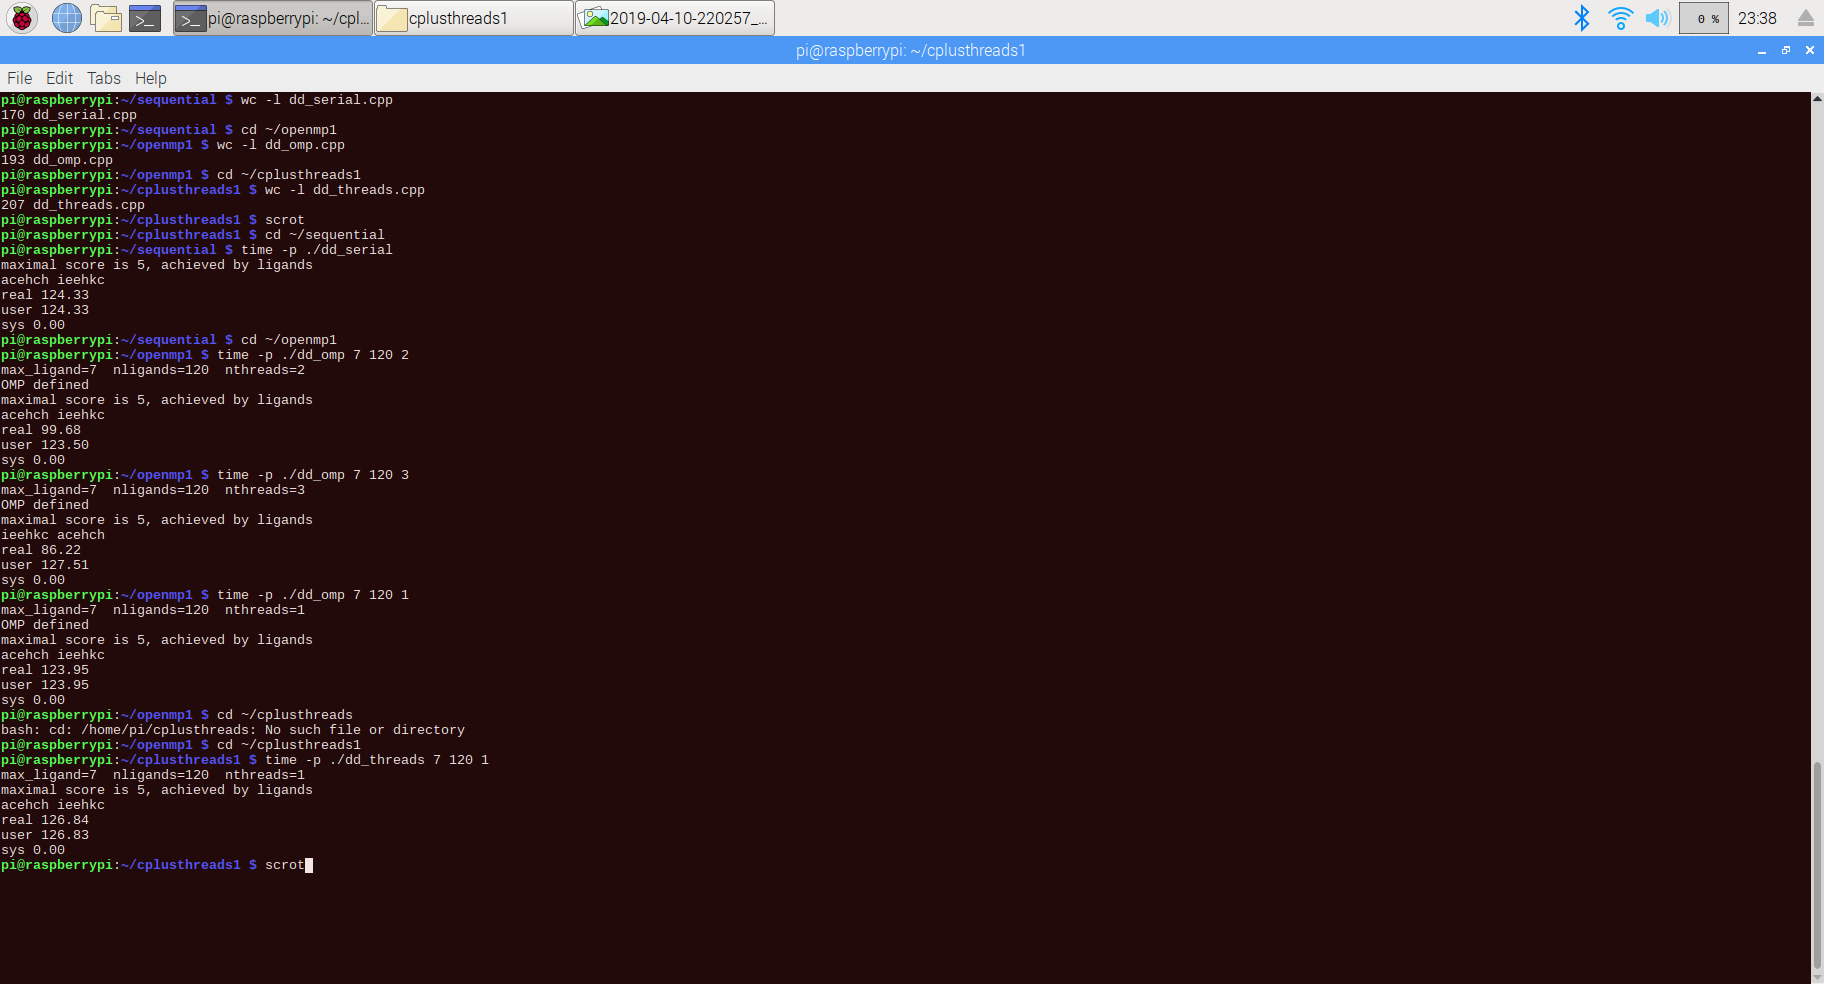 pi@raspberrypi: ~/cpl... cplusthreads1 2019-04-10-220257_... 0 % 23:38
pi@raspberrypi: ~/cplusthreads1
File Edit Tabs Help
pi@raspberrypi:~/sequential $ wc -l dd_serial.cpp
170 dd_serial.cpp
pi@raspberrypi:~/sequential $ cd ~/openmp1
pi@raspberrypi:~/openmp1 $ wc -l dd_omp.cpp
193 dd_omp.cpp
pi@raspberrypi:~/openmp1 $ cd ~/cplusthreads1
pi@raspberrypi:~/cplusthreads1 $ wc -l dd_threads.cpp
207 dd_threads.cpp
pi@raspberrypi:~/cplusthreads1 $ scrot
pi@raspberrypi:~/cplusthreads1 $ cd ~/sequential
pi@raspberrypi:~/sequential $ time -p ./dd_serial
maximal score is 5, achieved by ligands
acehch ieehkc
real 124.33
user 124.33
sys 0.00
pi@raspberrypi:~/sequential $ cd ~/openmp1
pi@raspberrypi:~/openmp1 $ time -p ./dd_omp 7 120 2
max_ligand=7  nligands=120  nthreads=2
OMP defined
maximal score is 5, achieved by ligands
acehch ieehkc
real 99.68
user 123.50
sys 0.00
pi@raspberrypi:~/openmp1 $ time -p ./dd_omp 7 120 3
max_ligand=7  nligands=120  nthreads=3
OMP defined
maximal score is 5, achieved by ligands
ieehkc acehch
real 86.22
user 127.51
sys 0.00
pi@raspberrypi:~/openmp1 $ time -p ./dd_omp 7 120 1
max_ligand=7  nligands=120  nthreads=1
OMP defined
maximal score is 5, achieved by ligands
acehch ieehkc
real 123.95
user 123.95
sys 0.00
pi@raspberrypi:~/openmp1 $ cd ~/cplusthreads
bash: cd: /home/pi/cplusthreads: No such file or directory
pi@raspberrypi:~/openmp1 $ cd ~/cplusthreads1
pi@raspberrypi:~/cplusthreads1 $ time -p ./dd_threads 7 120 1
max_ligand=7  nligands=120  nthreads=1
maximal score is 5, achieved by ligands
acehch ieehkc
real 126.84
user 126.83
sys 0.00
pi@raspberrypi:~/cplusthreads1 $ scrot